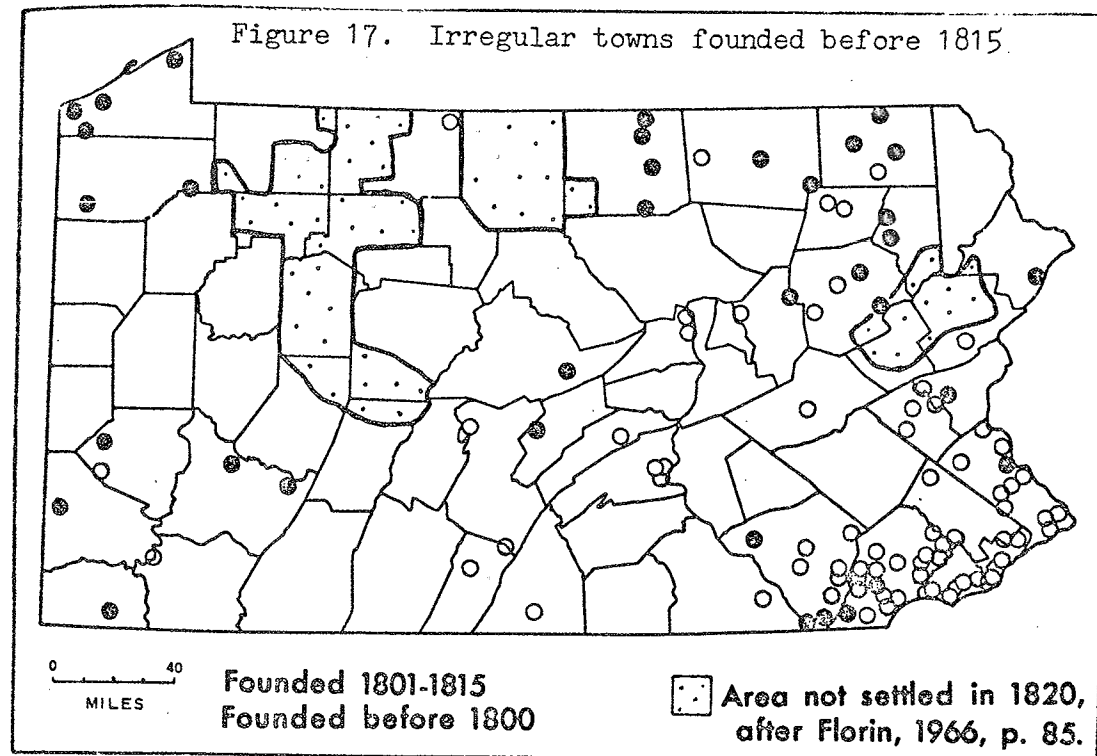 Figure 17. Irregular towns founded before 1815
0 40
MILES
Founded 1801-1815
Founded before 1800
Area not settled in 1820,
after Florin, 1966, p. 85.